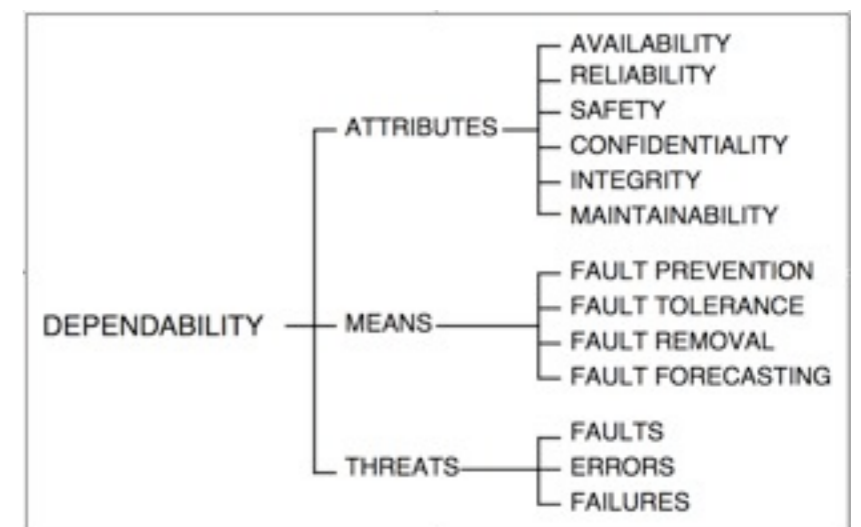 AVAILABILITY
RELIABILITY
ATTRIBUTES
SAFETY
CONFIDENTIALITY
INTEGRITY
MAINTAINABILITY
DEPENDABILITY
MEANS
FAULT PREVENTION
FAULT TOLERANCE
FAULT REMOVAL
FAULT FORECASTING
THREATS
FAULTS
ERRORS
FAILURES